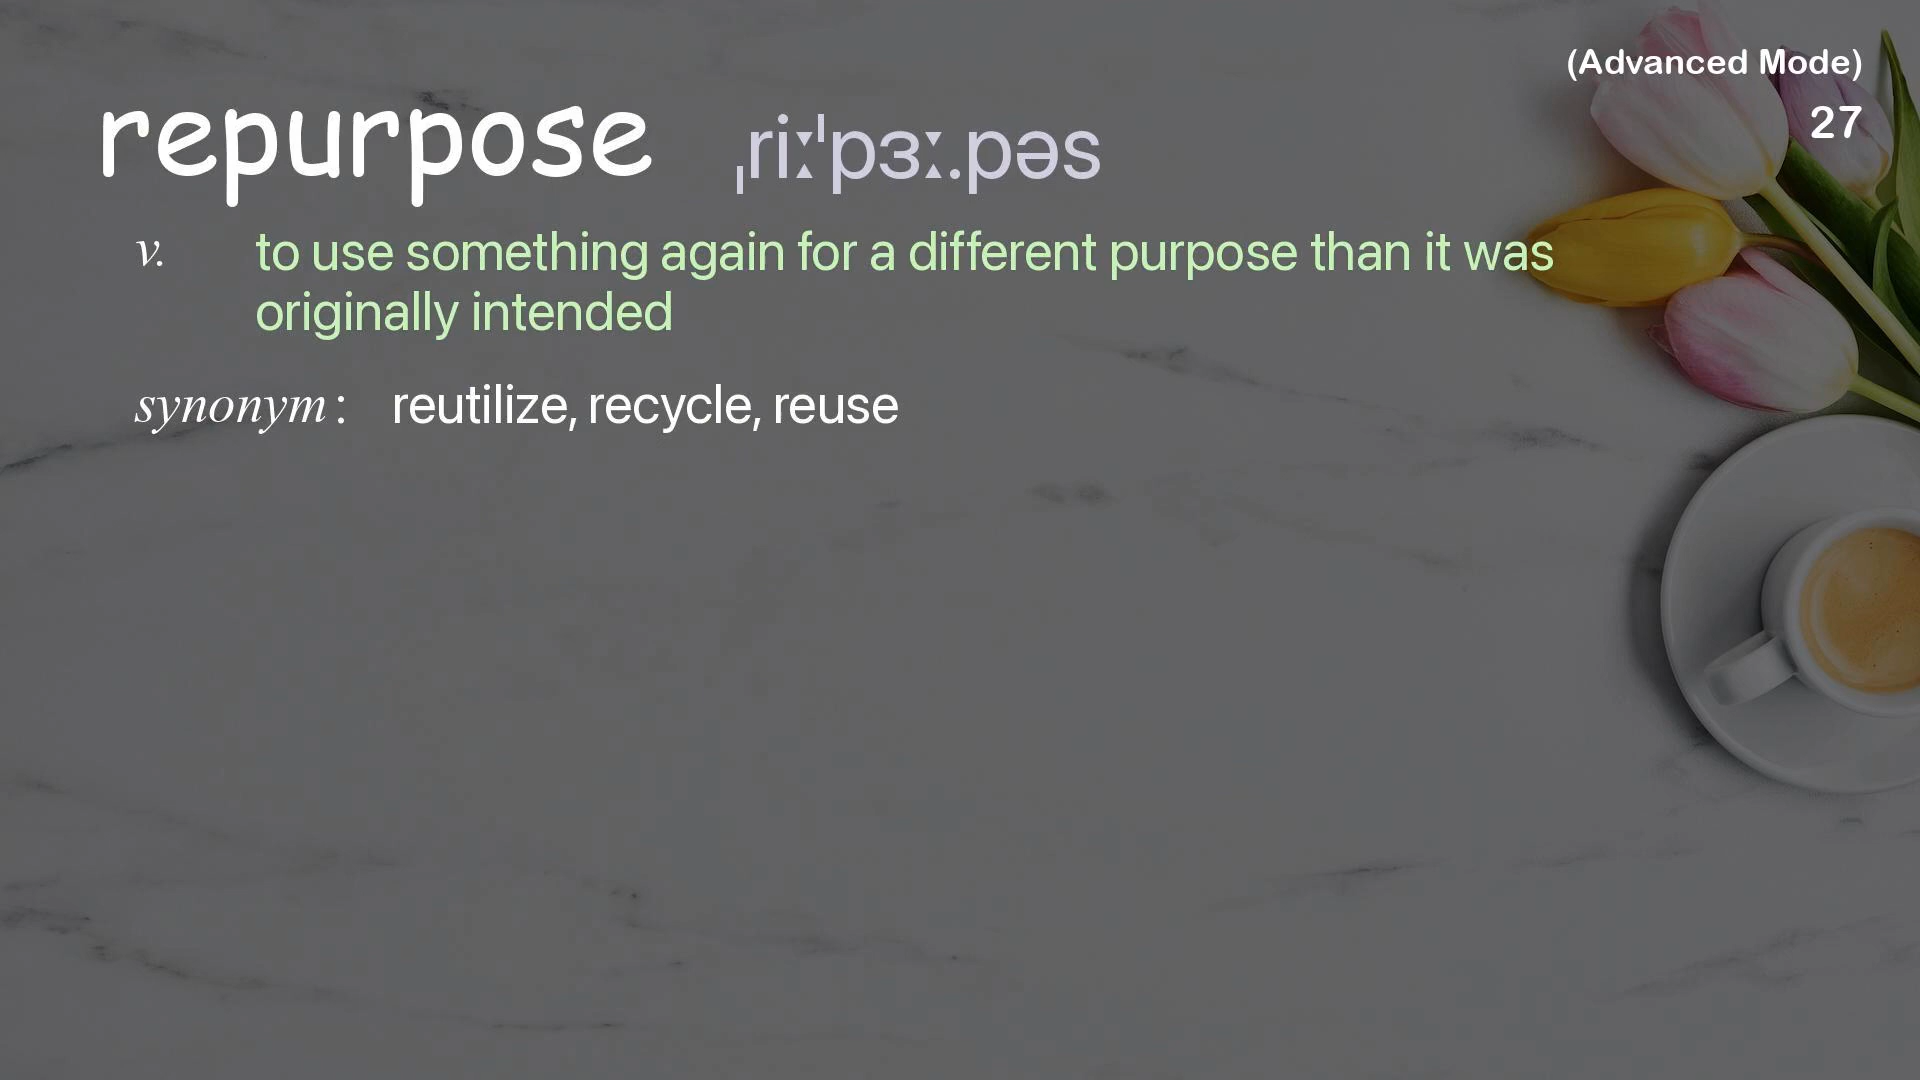 (Advanced Mode)
27
repurpose ˌriːˈpɜː.pəs
v. to use something again for a different purpose than it was
originally intended
synonym: reutilize, recycle, reuse